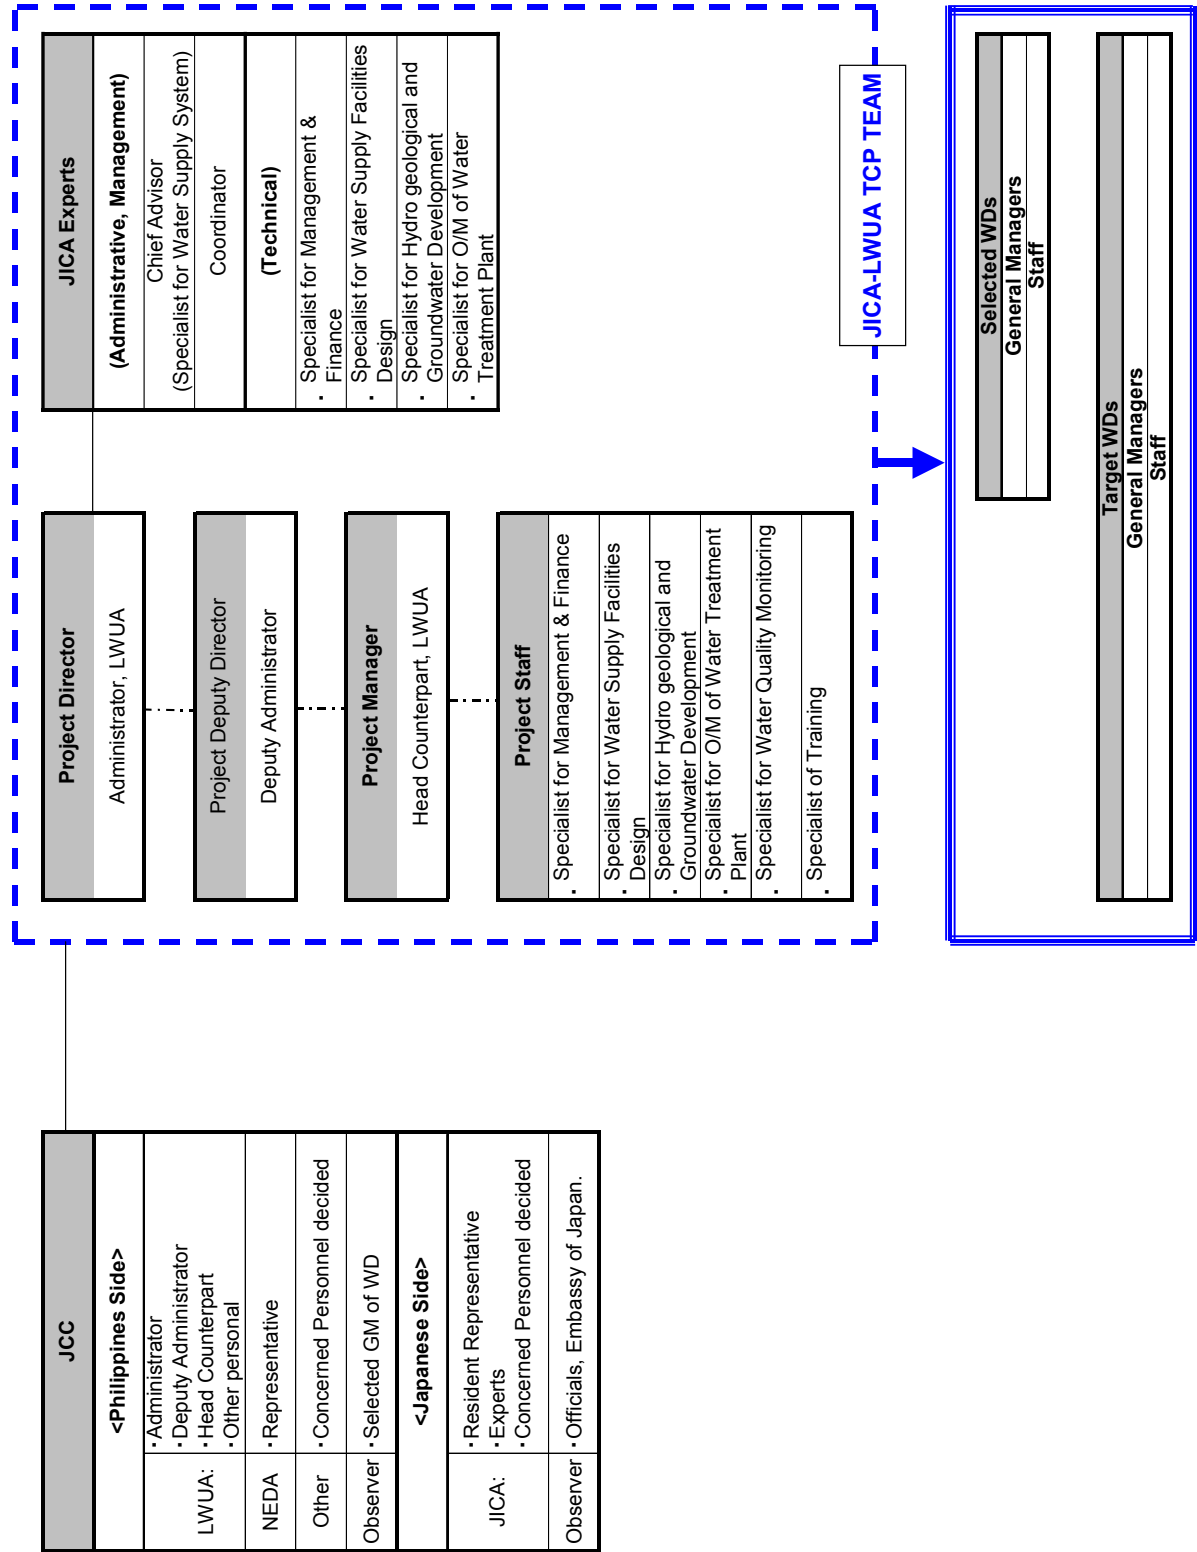 JCC
<Philippines Side>
LWUA:
・Administrator
・Deputy Administrator
・Head Counterpart
・Other personal
NEDA
・Representative
Other
・Concerned Personnel decided
Observer
・Selected GM of WD
<Japanese Side>
JICA:
・Resident Representative
・Experts
・Concerned Personnel decided
Observer
・Officials, Embassy of Japan.
Project Director
Administrator, LWUA
Project Deputy Director
Deputy Administrator
Project Manager
Head Counterpart, LWUA
Project Staff
・Specialist for Management & Finance
・Specialist for Water Supply Facilities
Design
・Specialist for Hydro geological and
Groundwater Development
・Specialist for O/M of Water Treatment
Plant
・Specialist for Water Quality Monitoring
・Specialist of Training
JICA Experts
(Administrative, Management)
Chief Advisor
(Specialist for Water Supply System)
Coordinator
(Technical)
・Specialist for Management &
Finance
・Specialist for Water Supply Facilities
Design
・Specialist for Hydro geological and
Groundwater Development
・Specialist for O/M of Water
Treatment Plant
JICA-LWUA TCP TEAM
Selected WDs
General Managers
Staff
Target WDs
General Managers
Staff